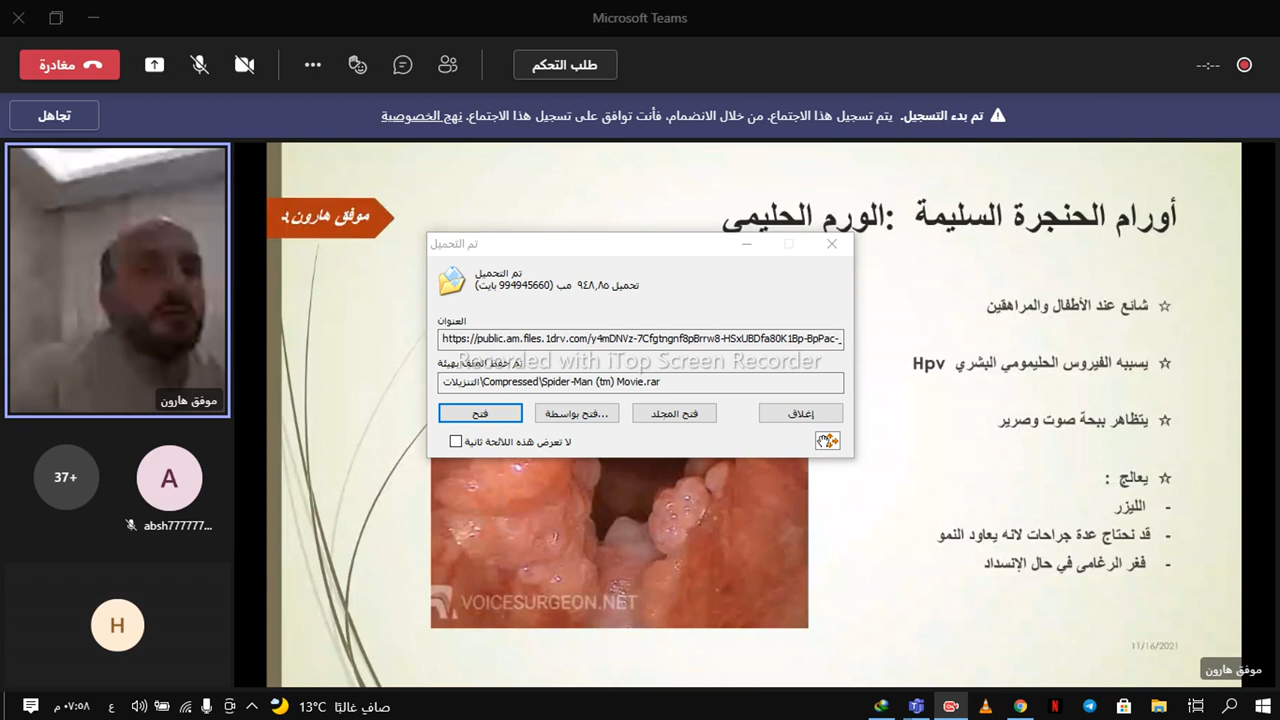 Microsoft Teams
مغادرة
طلب التحكم
--:--
تم بدء التسجيل. يتم تسجيل هذا الاجتماع. من خلال الانضمام، فأنت توافق على تسجيل هذا الاجتماع. نهج الخصوصية
تجاهل
موفق هارون
37+
A
absh777777...
H
أورام الحنجرة السليمة :الورم الحليمي
شائع عند الأطفال والمراهقين
يسببه الفيروس الحليمومي البشري Hpv
يتظاهر ببحة صوت وصرير
يعالج :
- الليزر
- قد نحتاج عدة جراحات لانه يعاود النمو
- فغر الرغامى في حال الإنسداد
11/16/2021
موفق هارون
VOICESURGEON.NET
تم التحميل
تم التحميل
تحميل ٩٤٨,٨٥ مب (994945660 بايت)
العنوان
https://public.am.files.1drv.com/y4mDNVz-7Cfgtngnf8pBrrw8-HSxUBDfa80K1Bp-BpPac-_
Recorded with iTop Screen Recorder
تم حفظ الملف بهيئة
التنزيلات\Compressed\Spider-Man (tm) Movie.rar
فتح
فتح بواسطة...
فتح المجلد
إغلاق
لا تعرض هذه اللائحة ثانية
٠٧:٥٨ م
ع
13°C صافٍ غالبًا